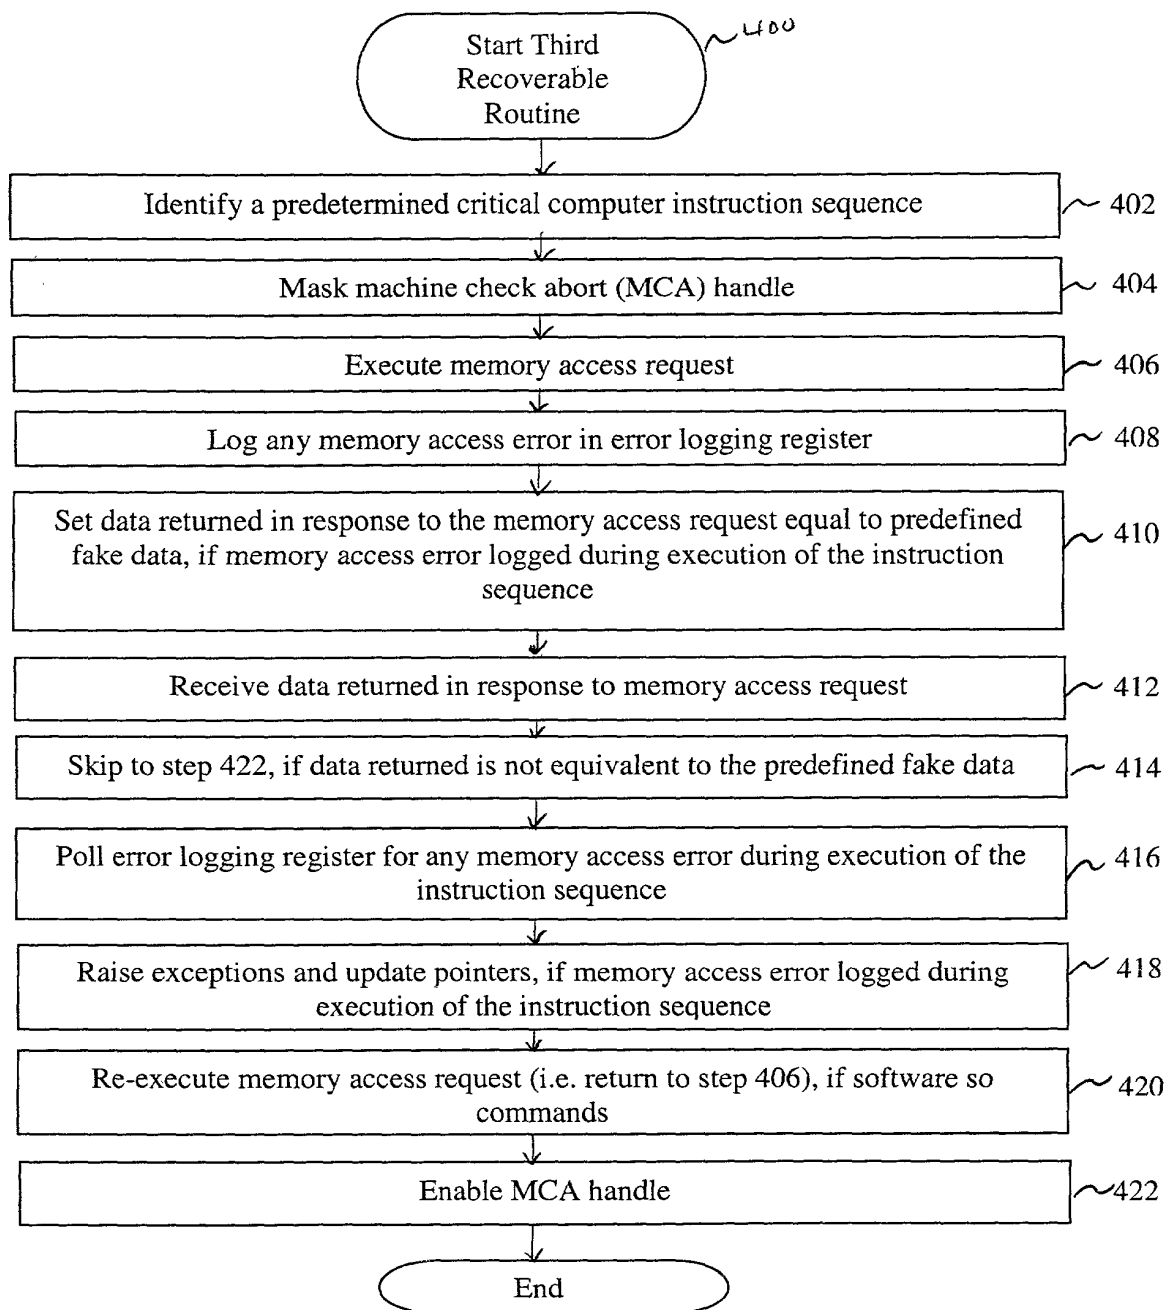 Start Third
Recoverable
Routine
400
Identify a predetermined critical computer instruction sequence
402
Mask machine check abort (MCA) handle
404
Execute memory access request
406
Log any memory access error in error logging register
408
Set data returned in response to the memory access request equal to predefined
fake data, if memory access error logged during execution of the instruction
sequence
410
Receive data returned in response to memory access request
412
Skip to step 422, if data returned is not equivalent to the predefined fake data
414
Poll error logging register for any memory access error during execution of the
instruction sequence
416
Raise exceptions and update pointers, if memory access error logged during
execution of the instruction sequence
418
Re-execute memory access request (i.e. return to step 406), if software so
commands
420
Enable MCA handle
422
End